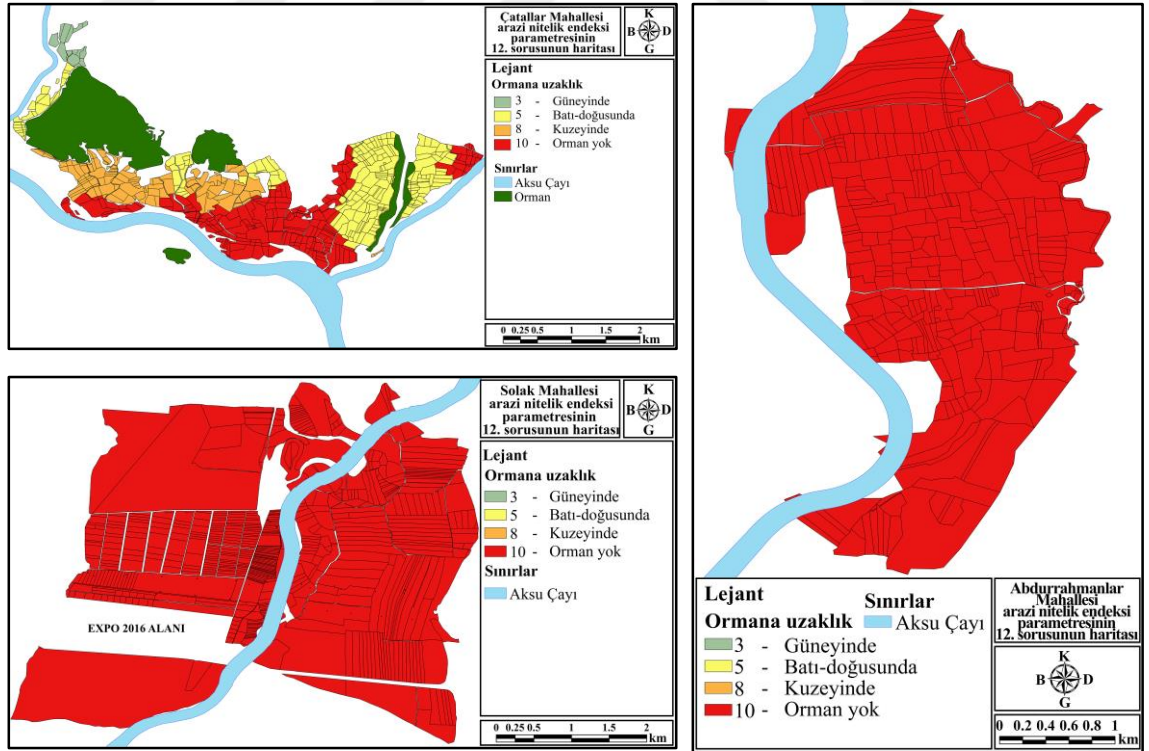 Çatallar Mahallesi
arazi nitelik endeksi
parametresinin
12. sorusunun haritası
K
B D
G
Lejant
Ormana uzaklık
3 - Güneyinde
5 - Batı-doğusunda
8 - Kuzeyinde
10 - Orman yok
Sınırlar
Aksu Çayı
Orman
0 0.25 0.5 1 1.5 2
km
Solak Mahallesi
arazi nitelik endeksi
parametresinin
12. sorusunun haritası
K
B D
G
Lejant
Ormana uzaklık
3 - Güneyinde
5 - Batı-doğusunda
8 - Kuzeyinde
10 - Orman yok
Sınırlar
Aksu Çayı
EXPO 2016 ALANI
0 0.25 0.5 1 1.5 2
km
Lejant
Ormana uzaklık
3 - Güneyinde
5 - Batı-doğusunda
8 - Kuzeyinde
10 - Orman yok
Sınırlar
Aksu Çayı
Abdurrahmanlar
Mahallesi
arazi nitelik endeksi
parametresinin
12. sorusunun haritası
K
B D
G
0 0.2 0.4 0.6 0.8 1
km